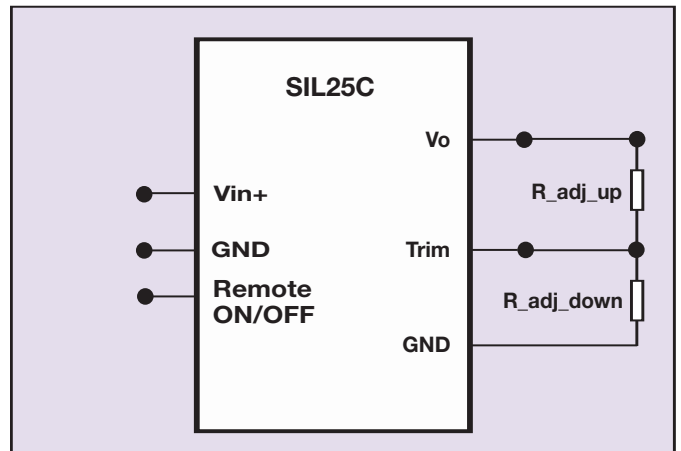 SIL25C
Vo
R_adj_up
Vin+
GND
Trim
Remote
ON/OFF
R_adj_down
GND